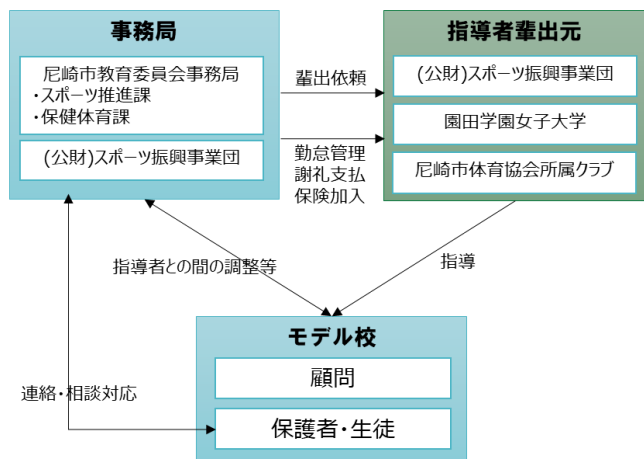 事務局
尼崎市教育委員会事務局
・スポーツ推進課
・保健体育課
(公財)スポーツ振興事業団
輩出依頼
勤怠管理
謝礼支払
保険加入
指導者輩出元
(公財)スポーツ振興事業団
園田学園女子大学
尼崎市体育協会所属クラブ
指導者との間の調整等
指導
連絡・相談対応
モデル校
顧問
保護者・生徒